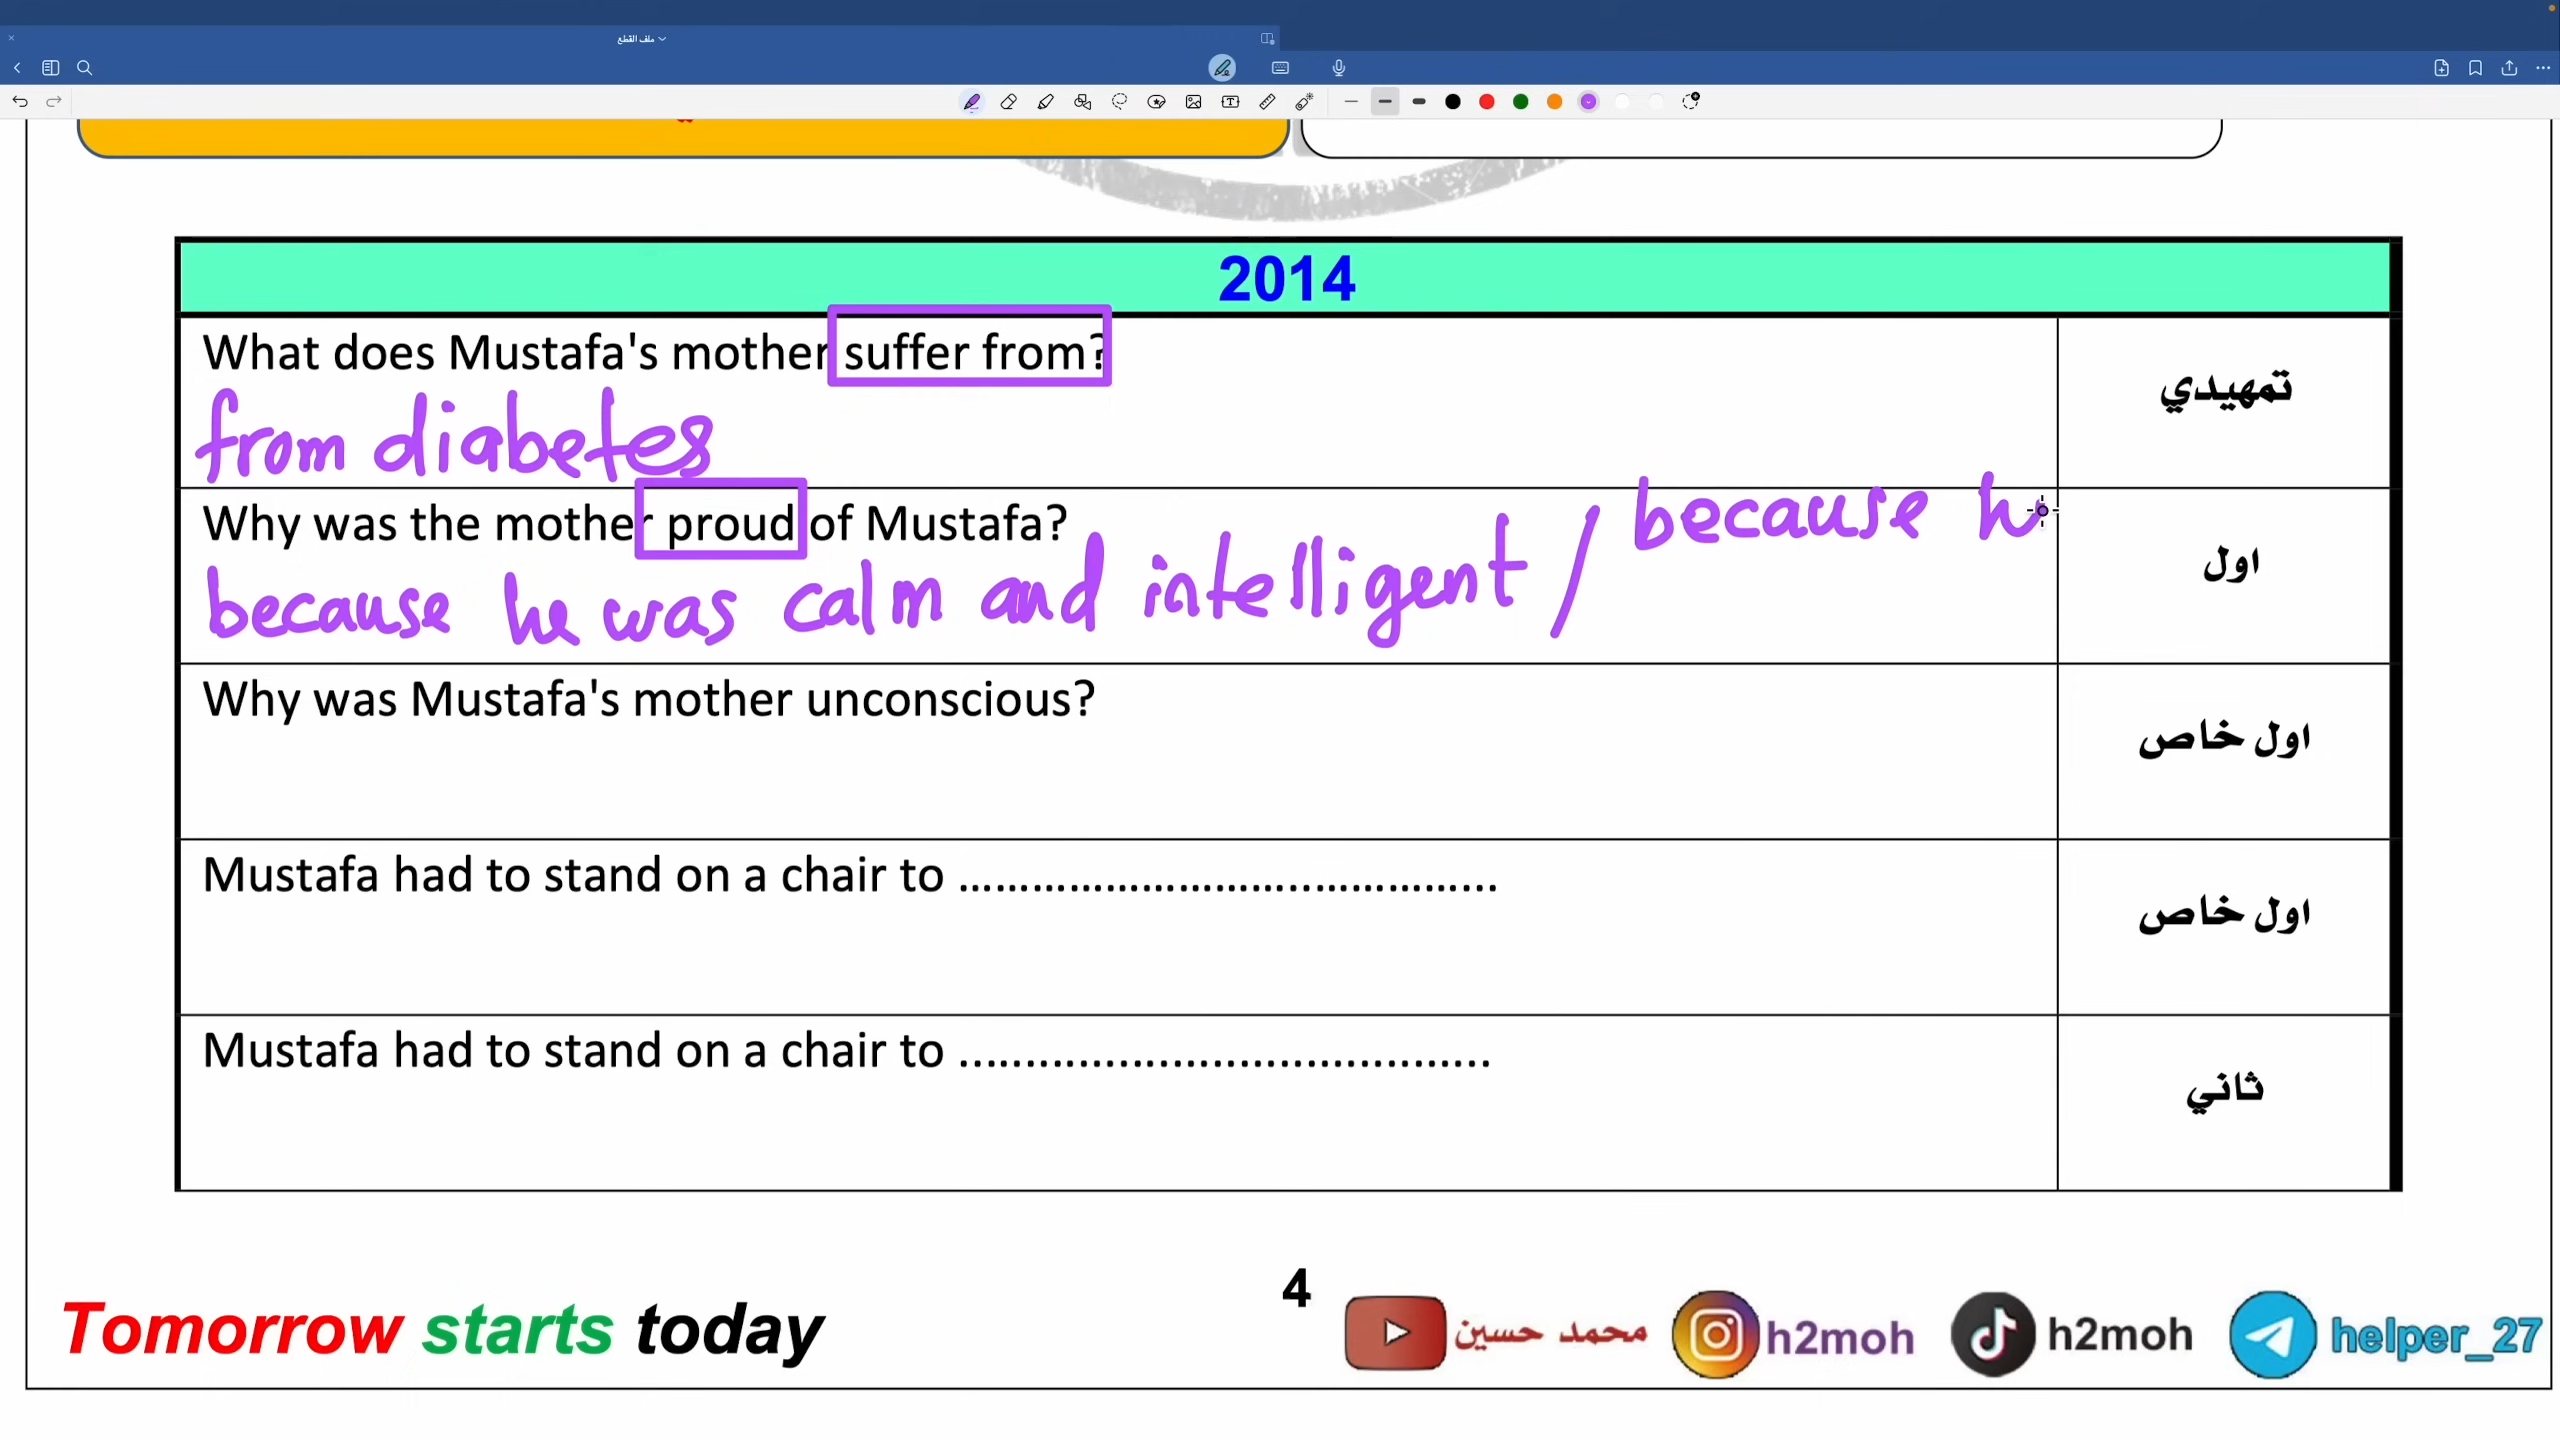 ملف القطع
2014
What does Mustafa's mother suffer from?
تمهيدي
from diabetes
Why was the mother proud of Mustafa?
because h
اول
because he was calm and intelligent /
Why was Mustafa's mother unconscious?
اول خاص
Mustafa had to stand on a chair to ...........................................
اول خاص
Mustafa had to stand on a chair to ........................................
ثاني
4
Tomorrow starts today
محمد حسين
h2moh
h2moh
helper_27